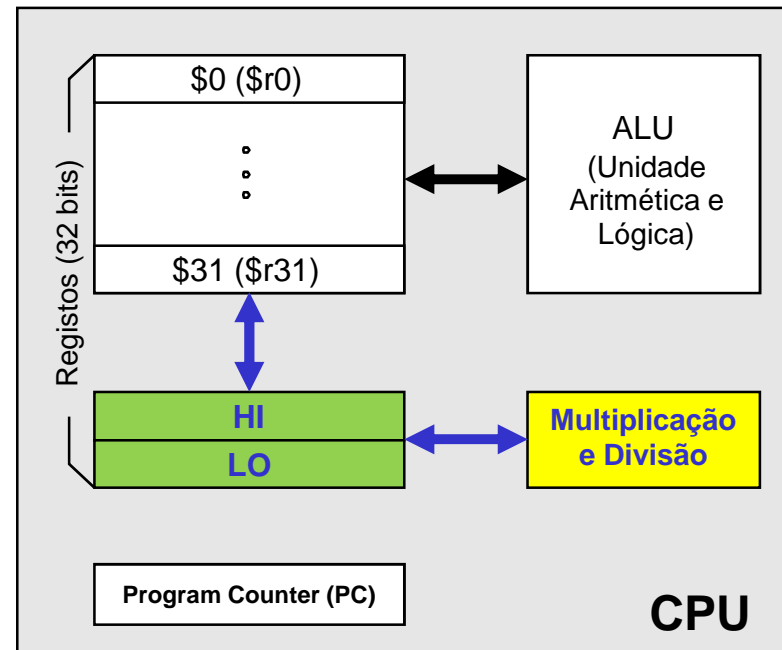 $0 ($r0)
$31 ($r31)
Registos (32 bits)
ALU
(Unidade
Aritmética e
Lógica)
HI
LO
Multiplicação
e Divisão
Program Counter (PC)
CPU